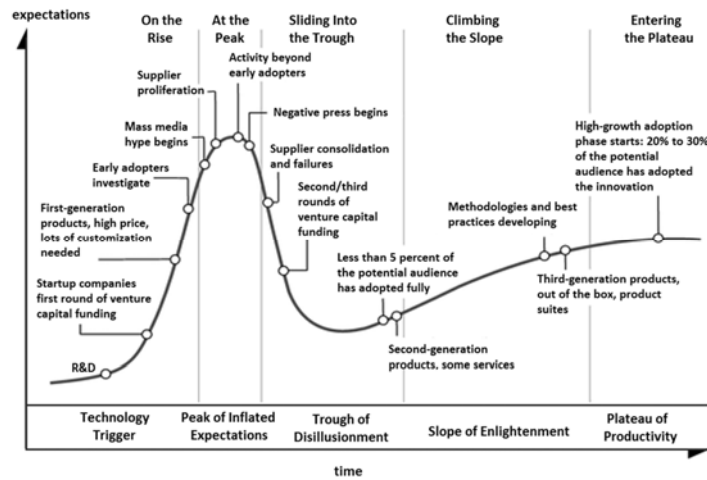 expectations
On the
Rise
At the
Peak
Sliding Into
the Trough
Climbing
the Slope
Entering
the Plateau
Activity beyond
early adopters
Supplier
proliferation
Negative press begins
Mass media
hype begins
High-growth adoption
phase starts: 20% to 30%
of the potential
audience has adopted
the innovation
Supplier consolidation
and failures
Early adopters
investigate
Second/third
rounds of
venture capital
funding
Methodologies and best
practices developing
First-generation
products, high price,
lots of customization
needed
Less than 5 percent of
the potential audience
has adopted fully
Third-generation products,
out of the box, product
suites
Startup companies
first round of venture
capital funding
Second-generation
products, some services
R&D
Technology
Trigger
Peak of Inflated
Expectations
Trough of
Disillusionment
Slope of Enlightenment
Plateau of
Productivity
time